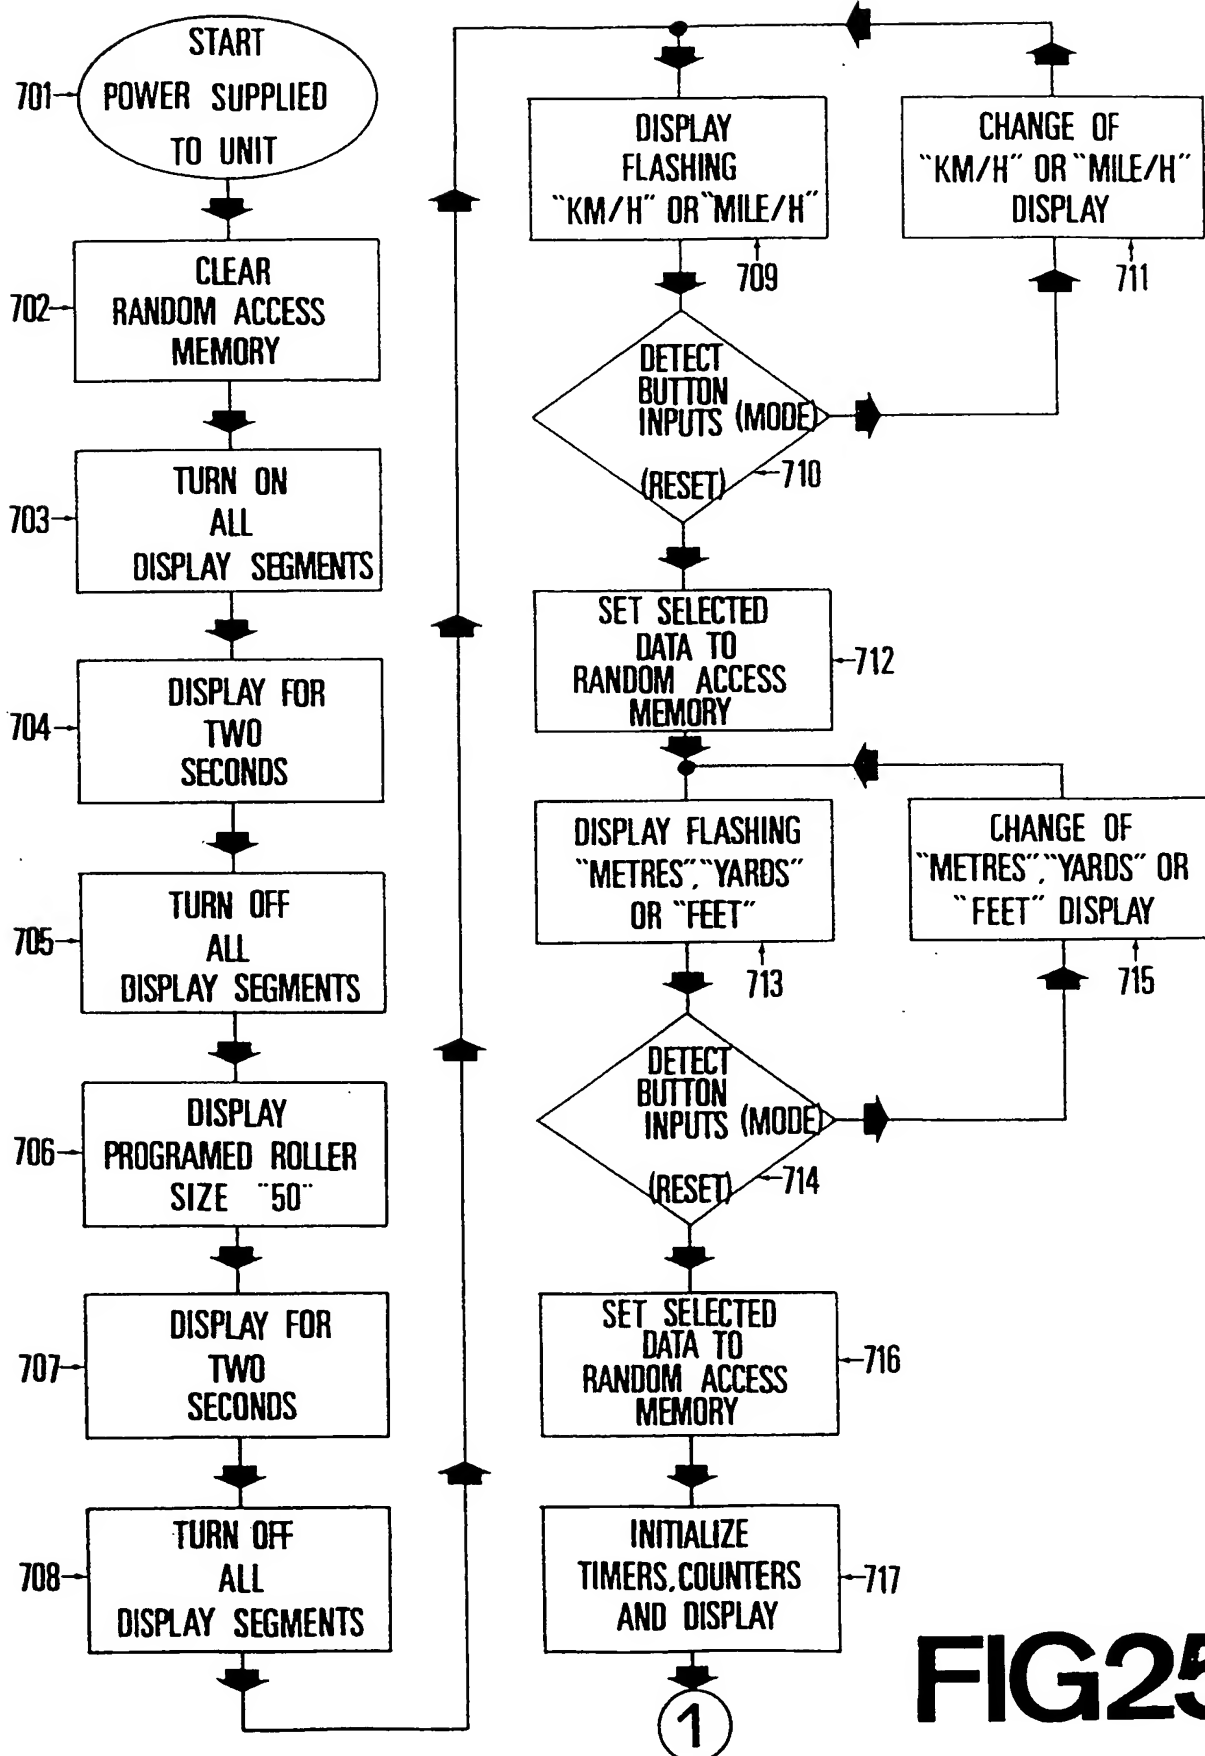 START
POWER SUPPLIED
TO UNIT
701
CLEAR
RANDOM ACCESS
MEMORY
702
TURN ON
ALL
DISPLAY SEGMENTS
703
DISPLAY FOR
TWO
SECONDS
704
TURN OFF
ALL
DISPLAY SEGMENTS
705
DISPLAY
PROGRAMED ROLLER
SIZE "50"
706
DISPLAY FOR
TWO
SECONDS
707
TURN OFF
ALL
DISPLAY SEGMENTS
708
DISPLAY
FLASHING
"KM/H" OR "MILE/H"
709
CHANGE OF
"KM/H" OR "MILE/H"
DISPLAY
711
DETECT
BUTTON
INPUTS (MODE)
(RESET)
710
SET SELECTED
DATA TO
RANDOM ACCESS
MEMORY
712
DISPLAY FLASHING
"METRES", "YARDS"
OR "FEET"
713
CHANGE OF
"METRES", "YARDS" OR
"FEET" DISPLAY
715
DETECT
BUTTON
INPUTS (MODE)
(RESET)
714
SET SELECTED
DATA TO
RANDOM ACCESS
MEMORY
716
INITIALIZE
TIMERS, COUNTERS
AND DISPLAY
717
1
FIG25